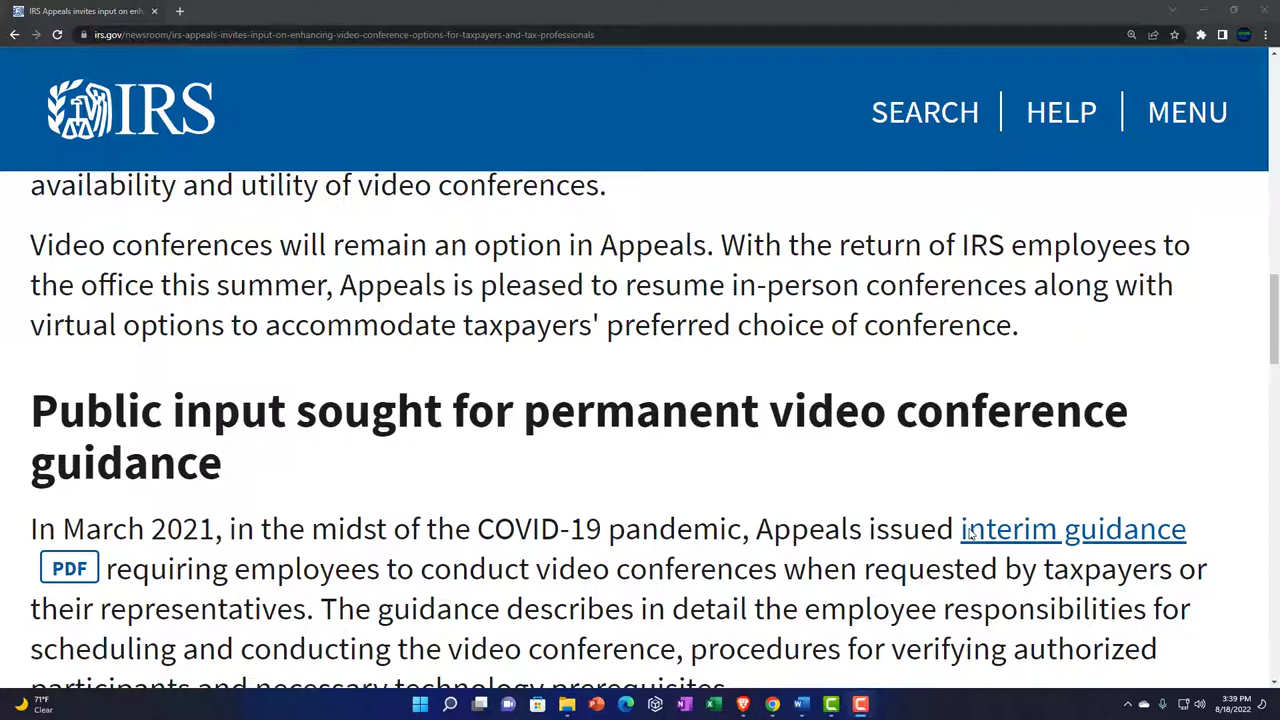 IRS Appeals invites input on enh
irs.gov/newsroom/irs-appeals-invites-input-on-enhancing-video-conference-options-for-taxpayers-and-tax-professionals
IRS
SEARCH
HELP
MENU
availability and utility of video conferences.
Video conferences will remain an option in Appeals. With the return of IRS employees to
the office this summer, Appeals is pleased to resume in-person conferences along with
virtual options to accommodate taxpayers' preferred choice of conference.
Public input sought for permanent video conference
guidance
In March 2021, in the midst of the COVID-19 pandemic, Appeals issued interim guidance
PDF requiring employees to conduct video conferences when requested by taxpayers or
their representatives. The guidance describes in detail the employee responsibilities for
scheduling and conducting the video conference, procedures for verifying authorized
participants and necessary technology prerequisites.
71°F
Clear
3:39 PM
8/18/2022